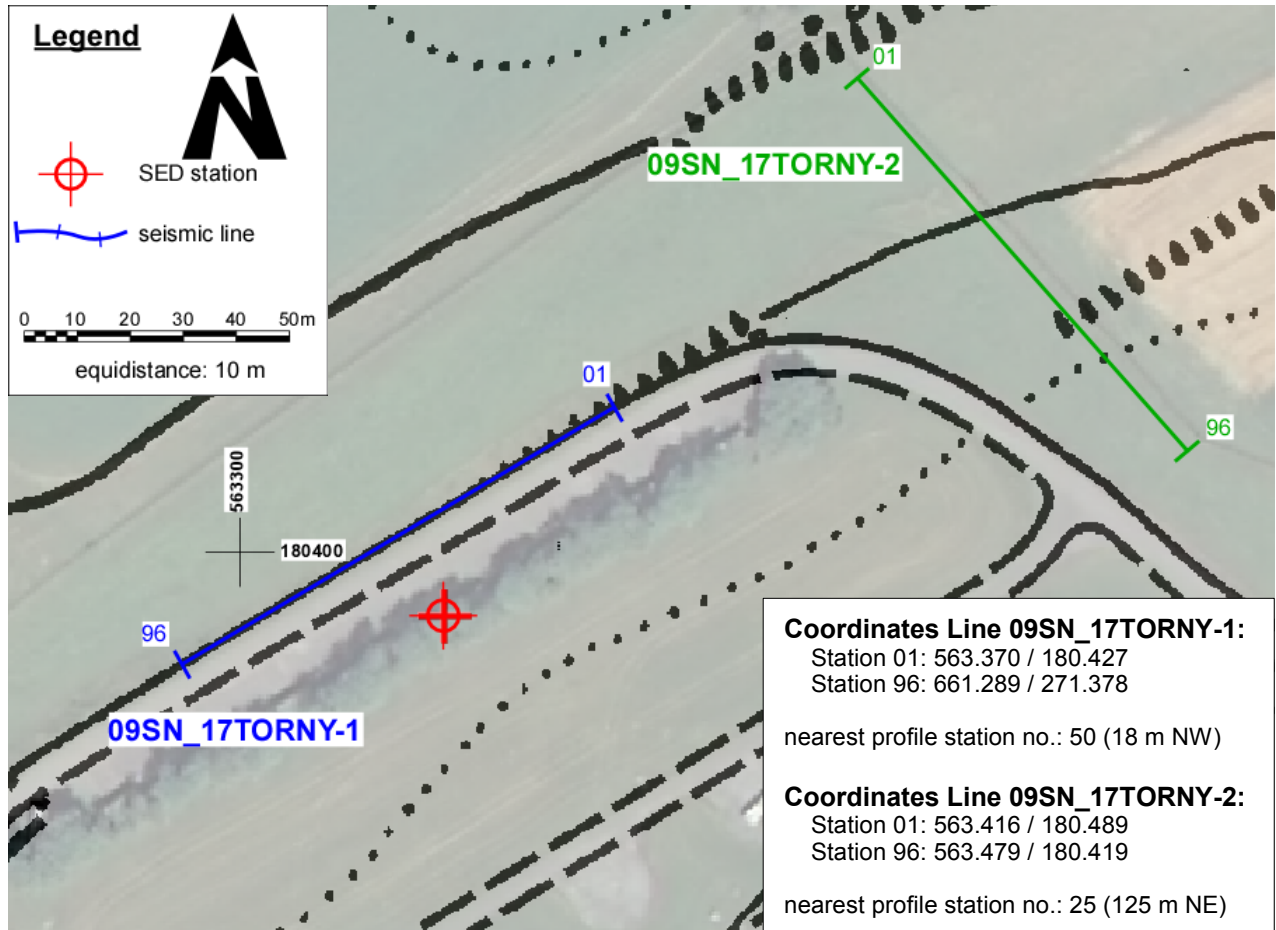 Legend
N
SED station
seismic line
0 10 20 30 40 50m
equidistance: 10 m
01
09SN_17TORNY-2
96
01
563300
180400
96
09SN_17TORNY-1
Coordinates Line 09SN_17TORNY-1:
Station 01: 563.370 / 180.427
Station 96: 661.289 / 271.378
nearest profile station no.: 50 (18 m NW)
Coordinates Line 09SN_17TORNY-2:
Station 01: 563.416 / 180.489
Station 96: 563.479 / 180.419
nearest profile station no.: 25 (125 m NE)